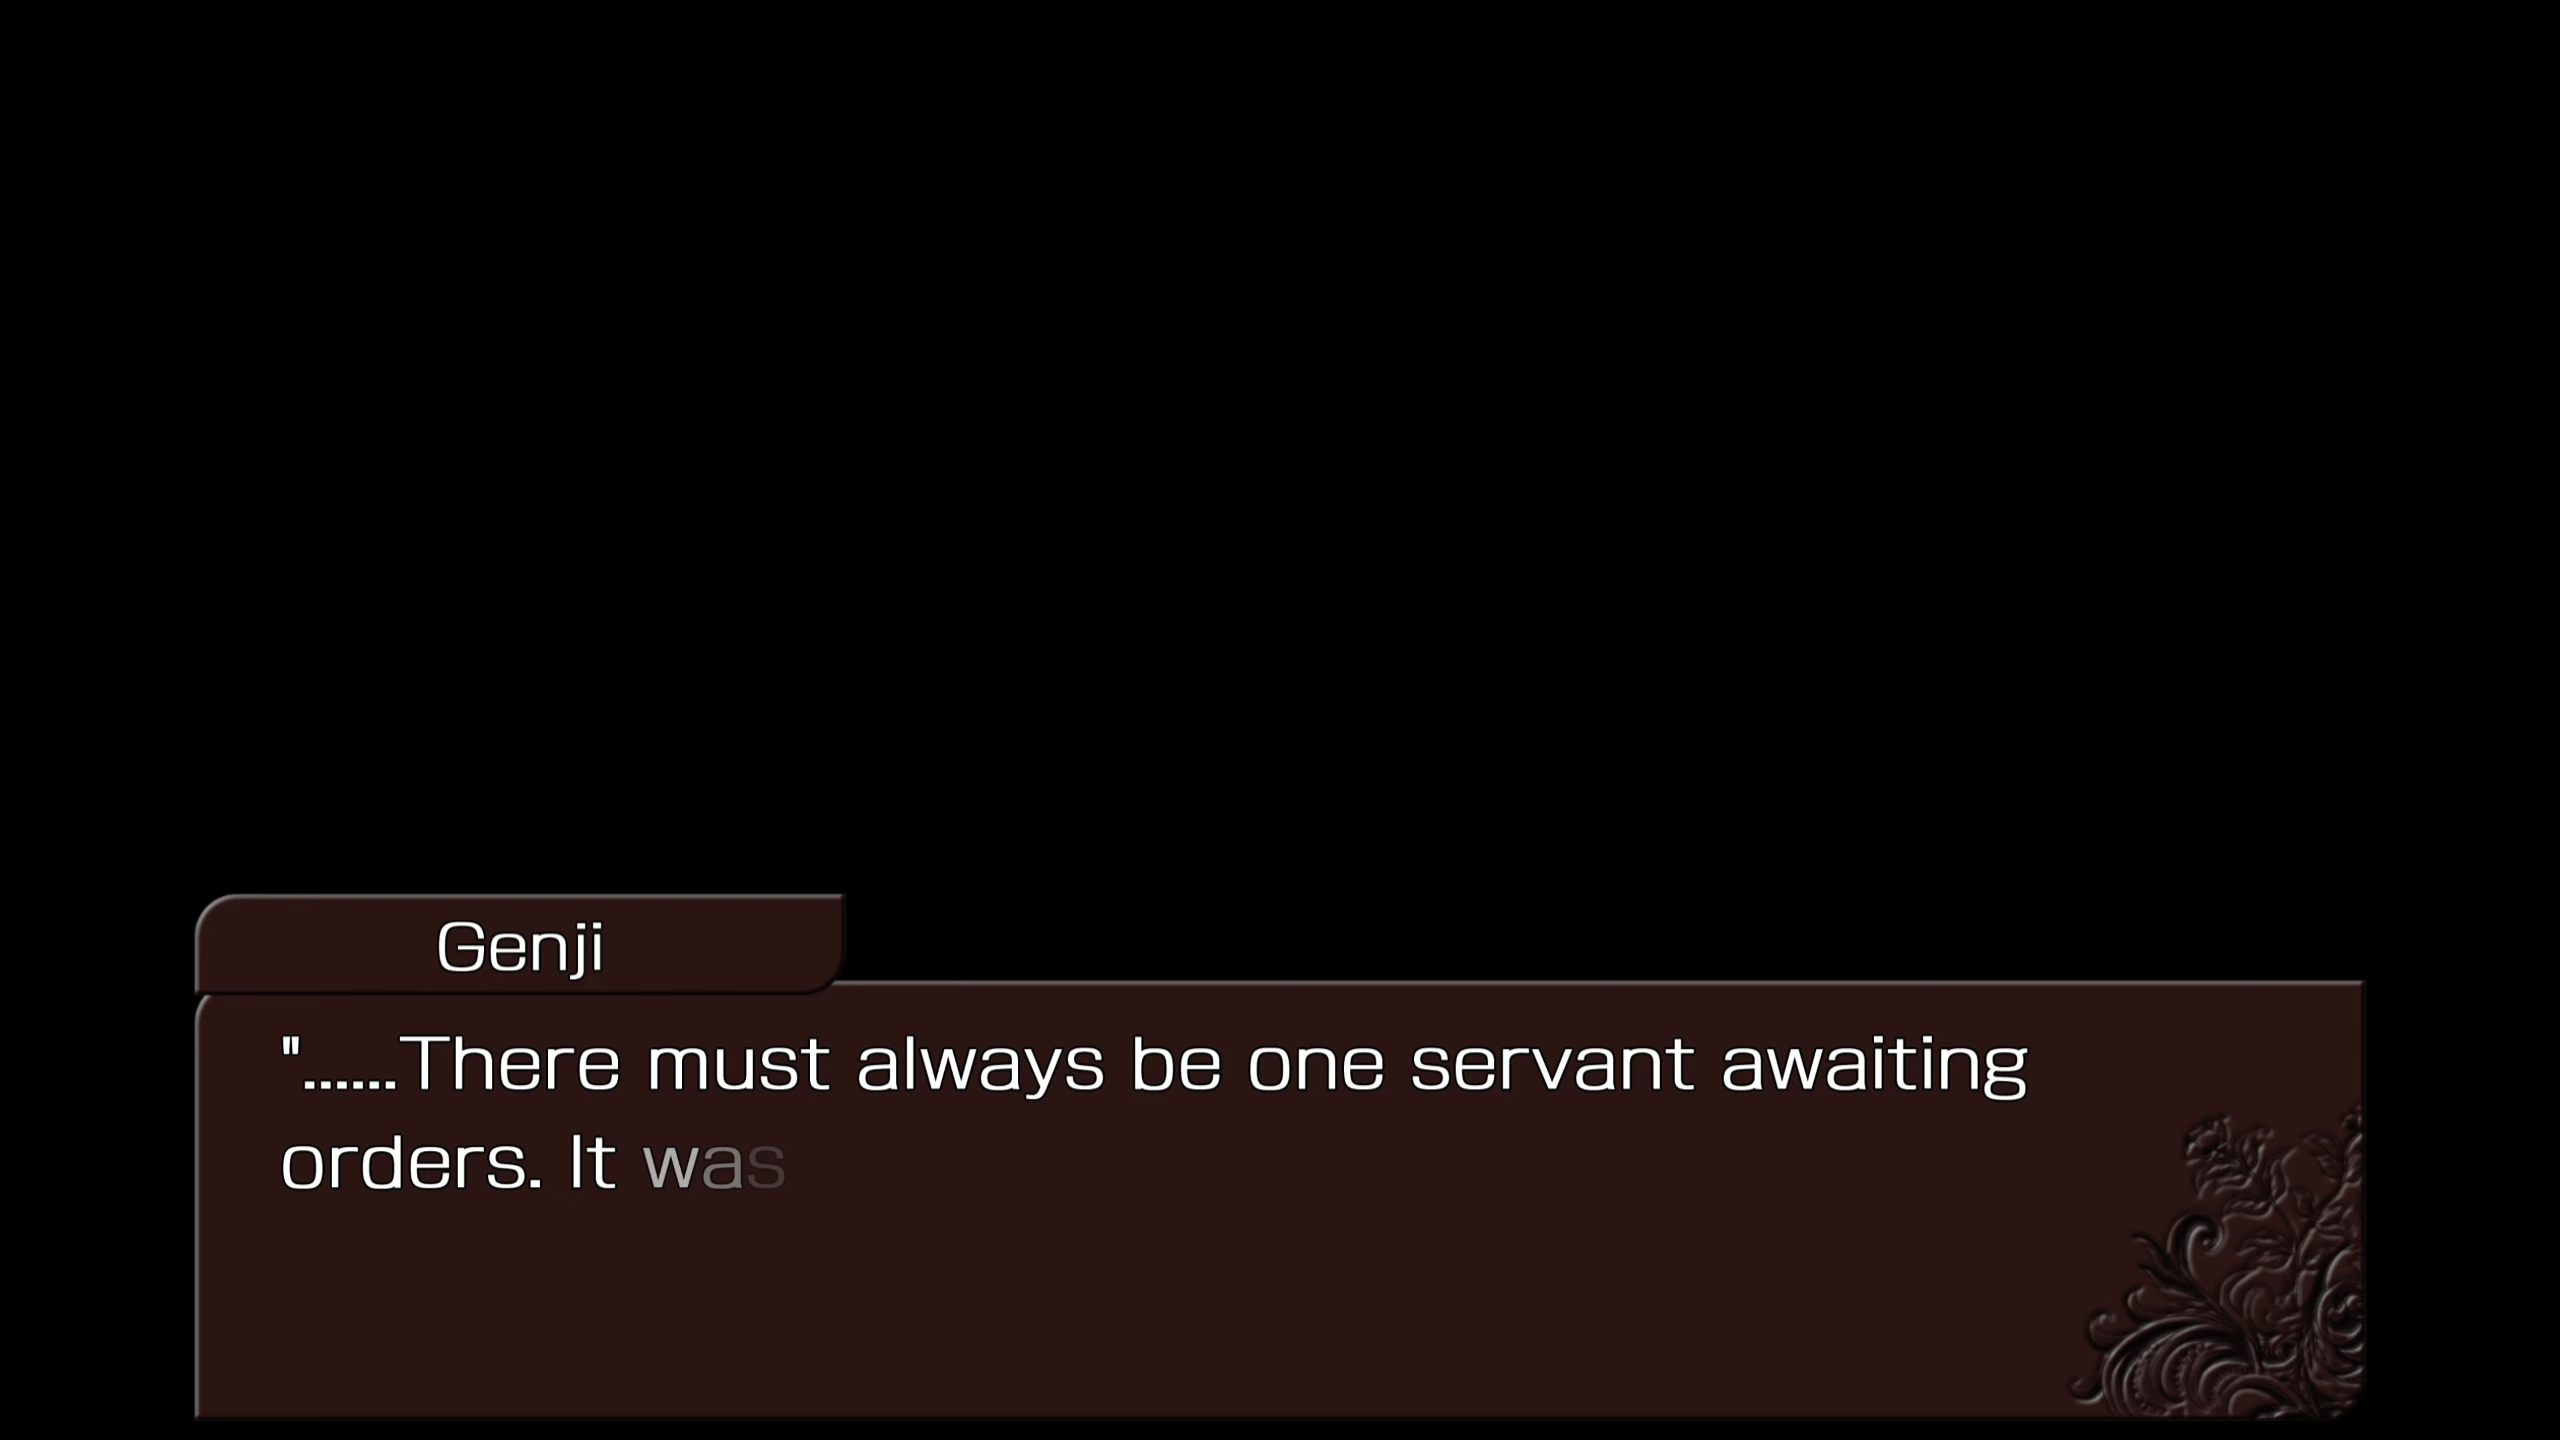 Genji
"......There must always be one servant awaiting
orders. It was